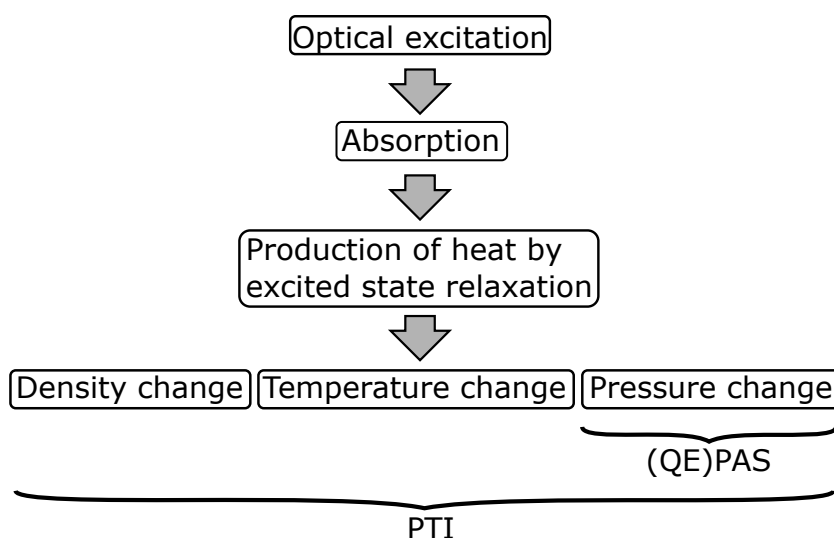 Optical excitation
Absorption
Production of heat by
excited state relaxation
Density change
Temperature change
Pressure change
(QE)PAS
PTI